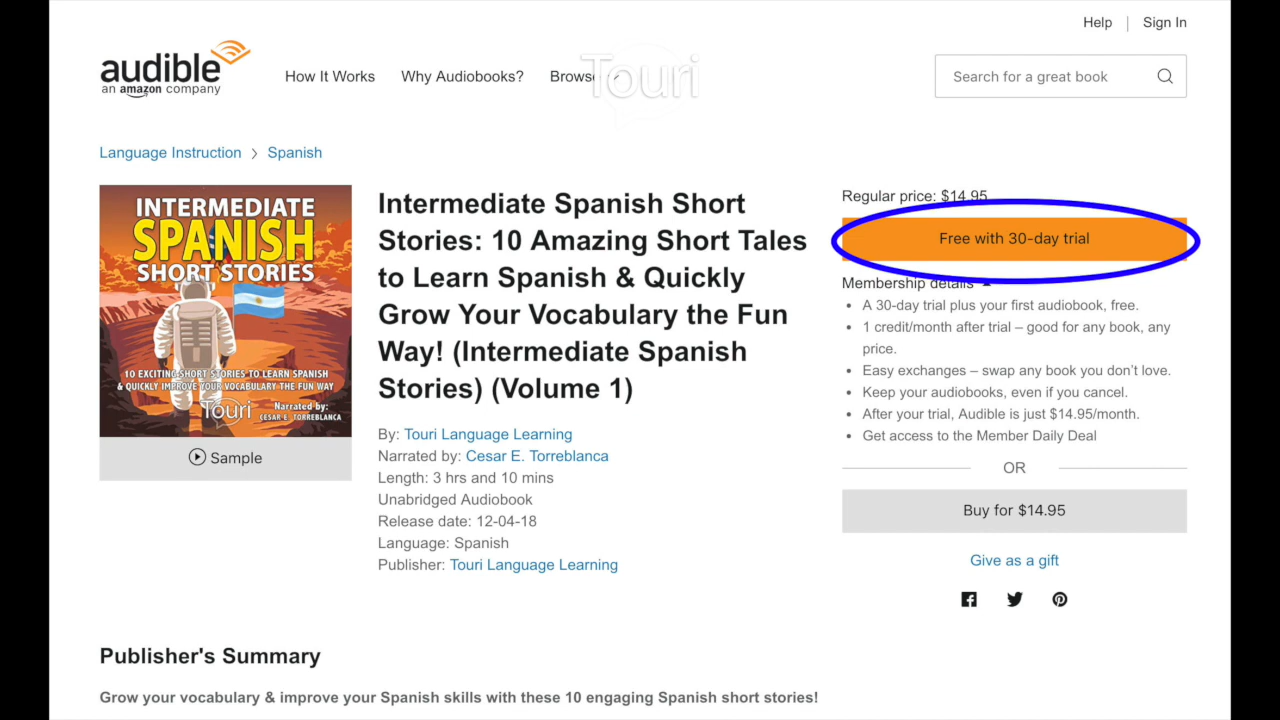 Help | Sign In
audible
an amazon company
How It Works
Why Audiobooks?
Browse
Touri
Search for a great book
Language Instruction > Spanish
INTERMEDIATE
SPANISH
SHORT STORIES
10 EXCITING SHORT STORIES TO LEARN SPANISH
& QUICKLY IMPROVE YOUR VOCABULARY THE FUN WAY
Touri
Narrated by:
CESAR E. TORREBLANCA
Sample
Intermediate Spanish Short
Stories: 10 Amazing Short Tales
to Learn Spanish & Quickly
Grow Your Vocabulary the Fun
Way! (Intermediate Spanish
Stories) (Volume 1)
By: Touri Language Learning
Narrated by: Cesar E. Torreblanca
Length: 3 hrs and 10 mins
Unabridged Audiobook
Release date: 12-04-18
Language: Spanish
Publisher: Touri Language Learning
Regular price: $14.95
Free with 30-day trial
Membership details
• A 30-day trial plus your first audiobook, free.
• 1 credit/month after trial – good for any book, any
price.
• Easy exchanges – swap any book you don’t love.
• Keep your audiobooks, even if you cancel.
• After your trial, Audible is just $14.95/month.
• Get access to the Member Daily Deal
OR
Buy for $14.95
Give as a gift
Publisher's Summary
Grow your vocabulary & improve your Spanish skills with these 10 engaging Spanish short stories!